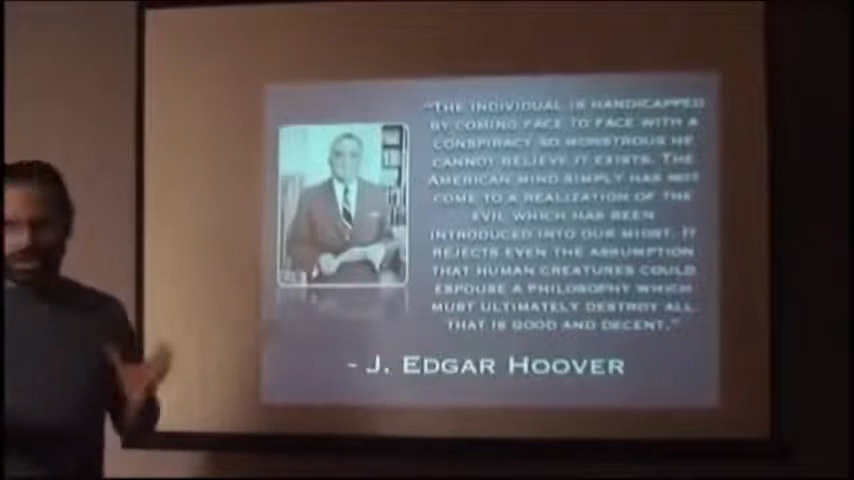 "THE INDIVIDUAL IS HANDICAPPED
BY COMING FACE TO FACE WITH A
CONSPIRACY SO MONSTROUS HE
CANNOT BELIEVE IT EXISTS. THE
AMERICAN MIND SIMPLY HAS NOT
COME TO A REALIZATION OF THE
EVIL WHICH HAS BEEN
INTRODUCED INTO OUR MIDST. IT
REJECTS EVEN THE ASSUMPTION
THAT HUMAN CREATURES COULD
ESPOUSE A PHILOSOPHY WHICH
MUST ULTIMATELY DESTROY ALL
THAT IS GOOD AND DECENT."
- J. EDGAR HOOVER